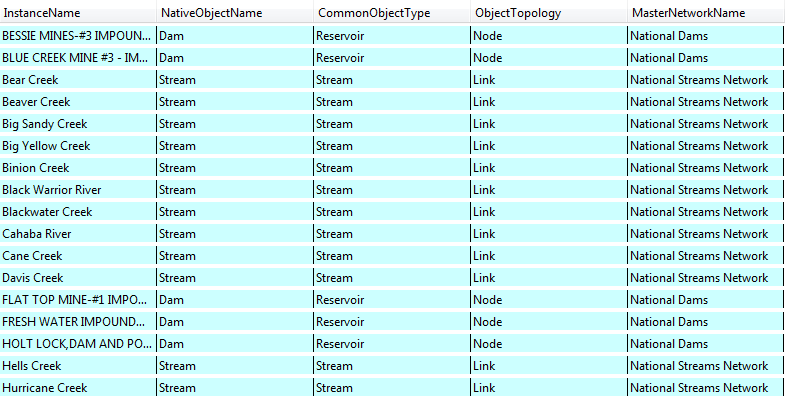 InstanceName NativeObjectName CommonObjectType ObjectTopology MasterNetworkName
BESSIE MINES-#3 IMPOUN... Dam Reservoir Node National Dams
BLUE CREEK MINE #3 - IM... Dam Reservoir Node National Dams
Bear Creek Stream Stream Link National Streams Network
Beaver Creek Stream Stream Link National Streams Network
Big Sandy Creek Stream Stream Link National Streams Network
Big Yellow Creek Stream Stream Link National Streams Network
Binion Creek Stream Stream Link National Streams Network
Black Warrior River Stream Stream Link National Streams Network
Blackwater Creek Stream Stream Link National Streams Network
Cahaba River Stream Stream Link National Streams Network
Cane Creek Stream Stream Link National Streams Network
Davis Creek Stream Stream Link National Streams Network
FLAT TOP MINE-#1 IMPO... Dam Reservoir Node National Dams
FRESH WATER IMPOUND... Dam Reservoir Node National Dams
HOLT LOCK,DAM AND PO... Dam Reservoir Node National Dams
Hells Creek Stream Stream Link National Streams Network
Hurricane Creek Stream Stream Link National Streams Network